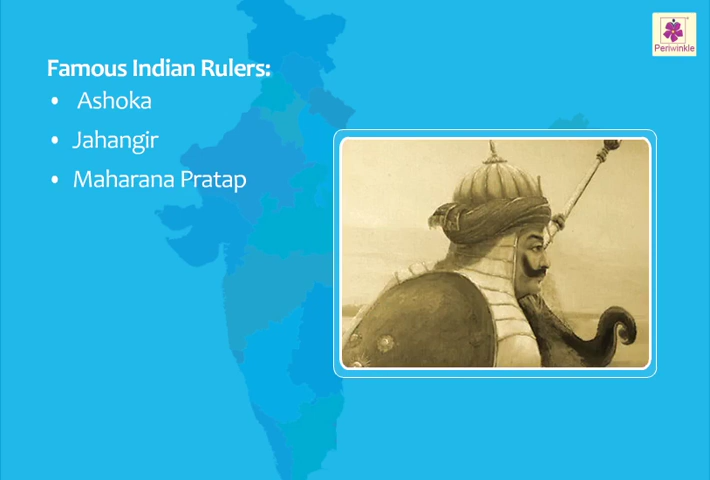 Periwinkle
Famous Indian Rulers:
• Ashoka
• Jahangir
• Maharana Pratap